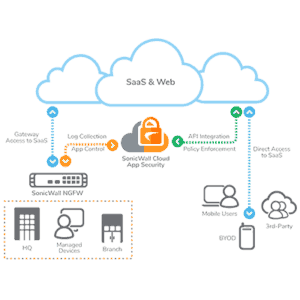 SaaS & Web
Gateway
Access to SaaS
Log Collection
App Control
SonicWall Cloud
App Security
API Integration
Policy Enforcement
Direct Access
to SaaS
SonicWall NGFW
HQ
Managed
Devices
Branch
Mobile Users
BYOD
3rd-Party